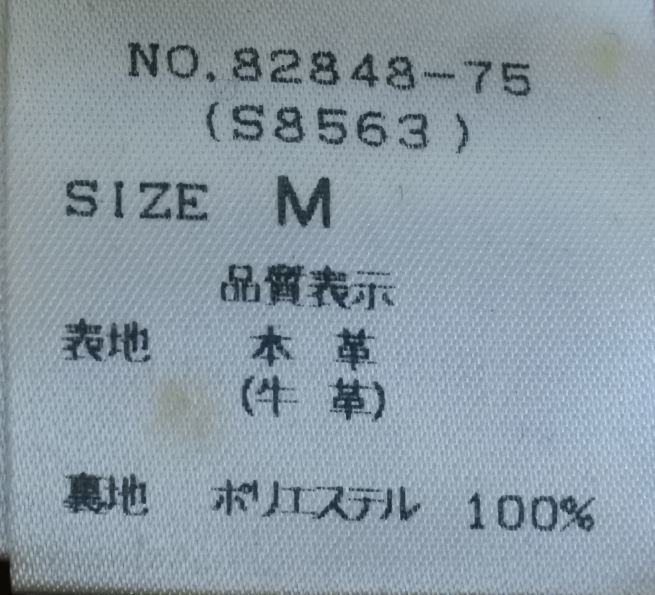 NO.82848-75
(S8563)
SIZE M
品質表示
表地 本 革
(牛 革)
裏地 ポリエステル 100%